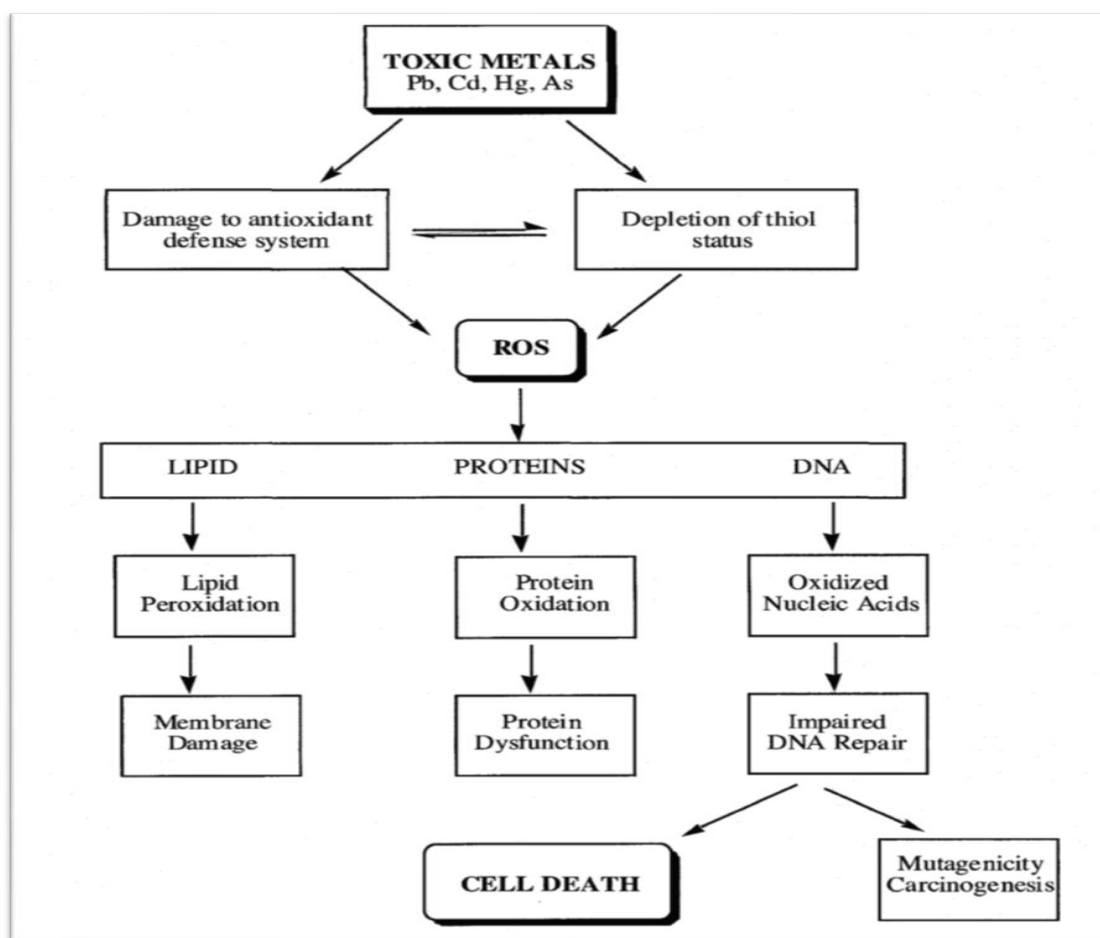 TOXIC METALS
Pb, Cd, Hg, As
Damage to antioxidant
defense system
Depletion of thiol
status
ROS
LIPID
PROTEINS
DNA
Lipid
Peroxidation
Protein
Oxidation
Oxidized
Nucleic Acids
Membrane
Damage
Protein
Dysfunction
Impaired
DNA Repair
CELL DEATH
Mutagenicity
Carcinogenesis